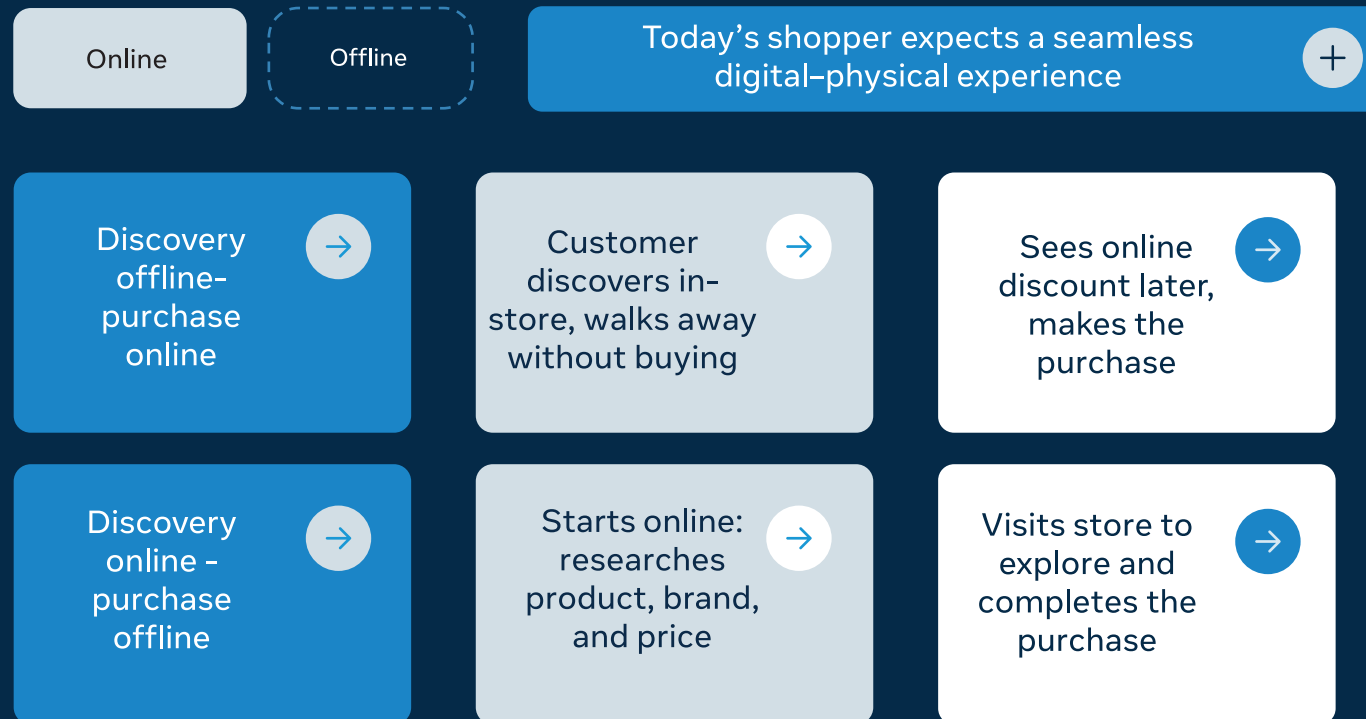 Online
Offline
Today's shopper expects a seamless
digital–physical experience
Discovery
offline-
purchase
online
Customer
discovers in-
store, walks away
without buying
Sees online
discount later,
makes the
purchase
Discovery
online -
purchase
offline
Starts online:
researches
product, brand,
and price
Visits store to
explore and
completes the
purchase